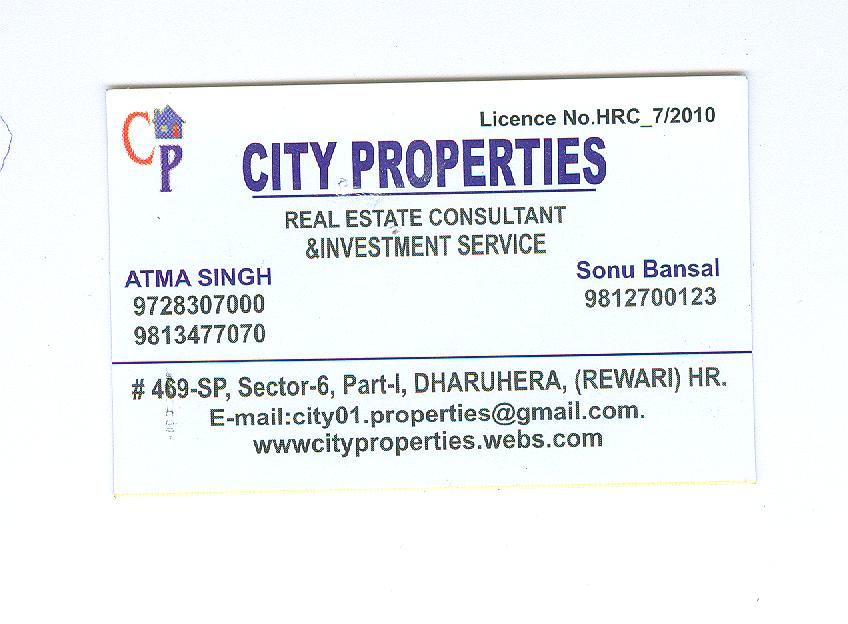 CP
Licence No.HRC_7/2010
CITY PROPERTIES
REAL ESTATE CONSULTANT
&INVESTMENT SERVICE
ATMA SINGH
9728307000
9813477070
Sonu Bansal
9812700123
# 469-SP, Sector-6, Part-I, DHARUHERA, (REWARI) HR.
E-mail:city01.properties@gmail.com.
wwwcityproperties.webs.com